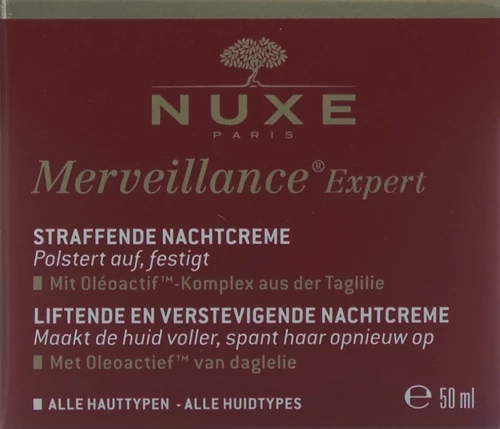 NUXE
PARIS
Merveillance® Expert
STRAFFENDE NACHTCREME
Polstert auf, festigt
Mit Oléoactif™-Komplex aus der Taglilie
LIFTENDE EN VERSTEVIGENDE NACHTCREME
Maakt de huid voller, spant haar opnieuw op
Met Oleoactief™ van daglelie
ALLE HAUTTYPEN - ALLE HUIDTYPES
℮ 50 ml